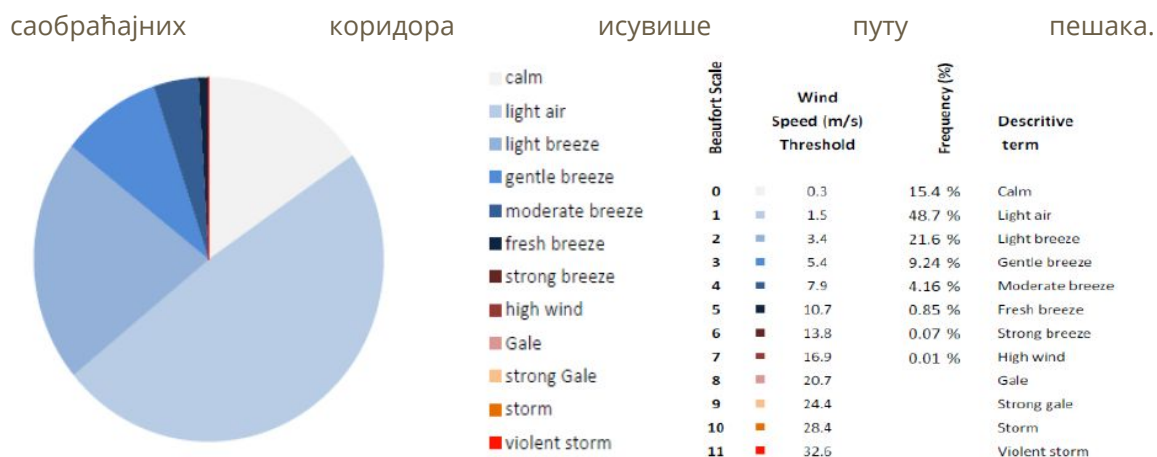 саобраћајних коридора исувише путу пешака.
calm
light air
light breeze
gentle breeze
moderate breeze
fresh breeze
strong breeze
high wind
Gale
strong Gale
storm
violent storm
Beaufort Scale
Wind
Speed (m/s)
Threshold
Frequency (%)
Descritive
term
0 0.3 15.4 % Calm
1 1.5 48.7 % Light air
2 3.4 21.6 % Light breeze
3 5.4 9.24 % Gentle breeze
4 7.9 4.16 % Moderate breeze
5 10.7 0.85 % Fresh breeze
6 13.8 0.07 % Strong breeze
7 16.9 0.01 % High wind
8 20.7 Gale
9 24.4 Strong gale
10 28.4 Storm
11 32.6 Violent storm